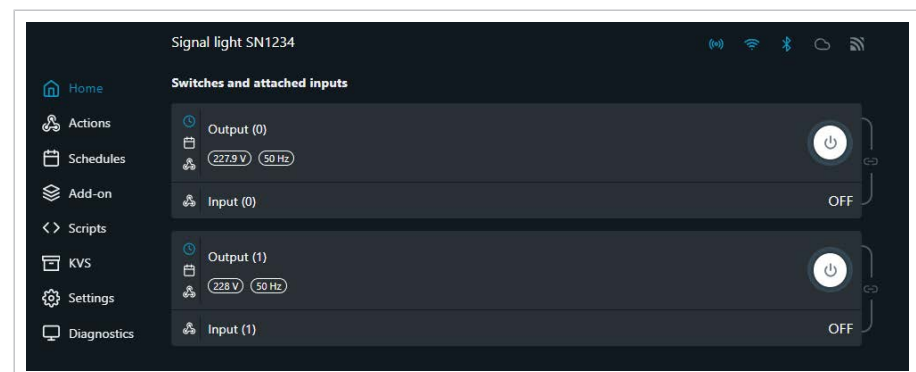 Signal light SN1234
Home
Actions
Schedules
Add-on
Scripts
KVS
Settings
Diagnostics
Switches and attached inputs
Output (0)
227.9 V 50 Hz
Input (0) OFF
Output (1)
228 V 50 Hz
Input (1) OFF